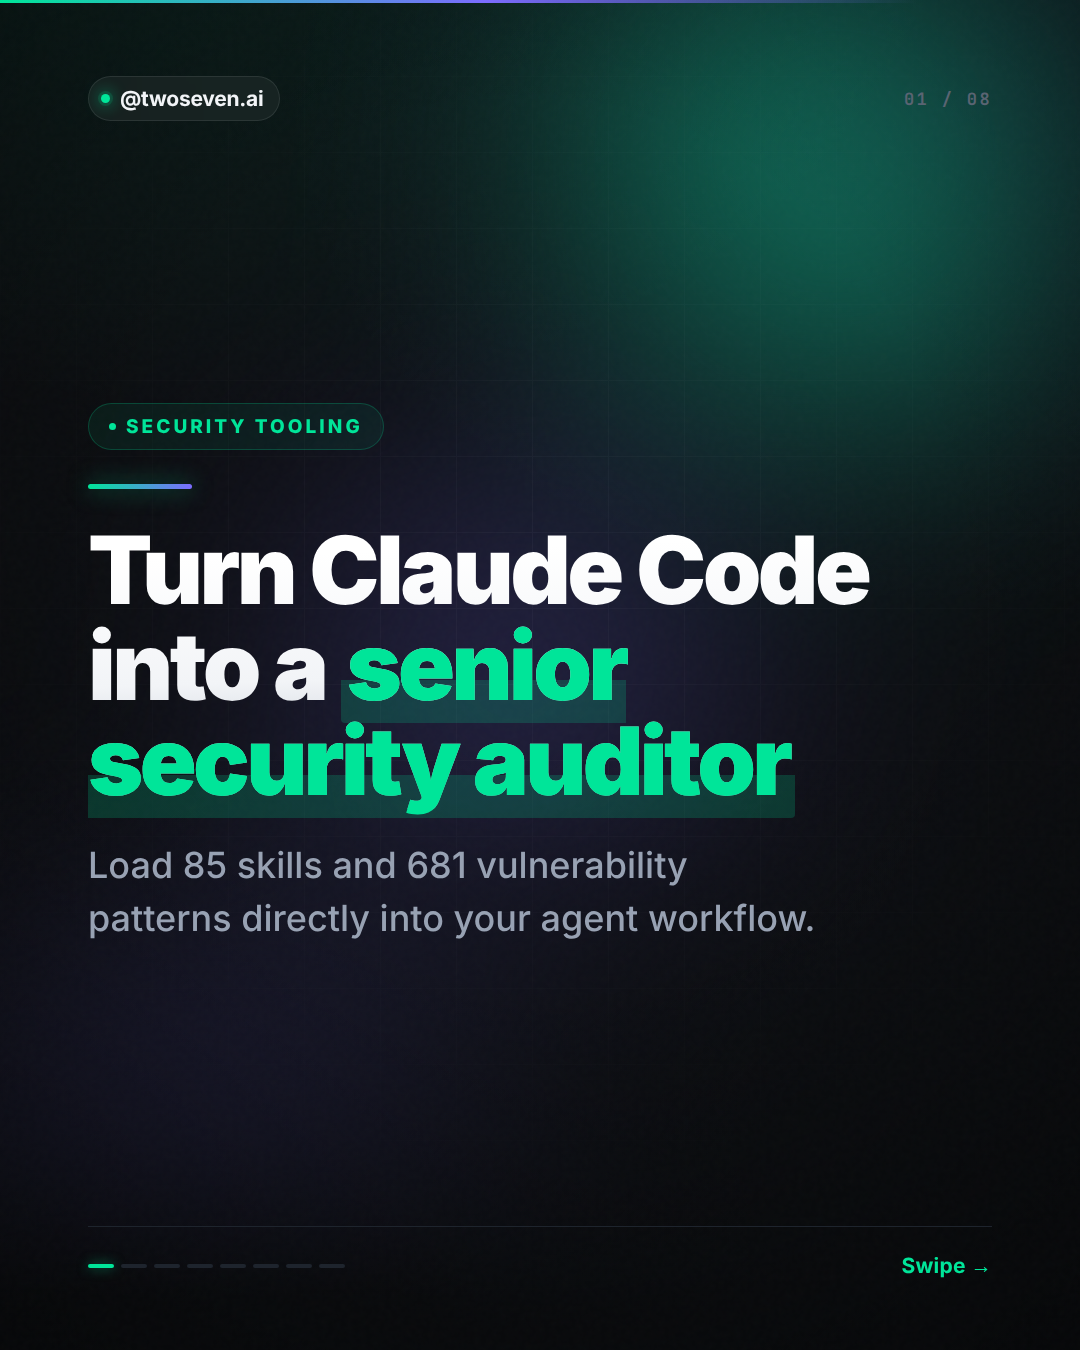 @twoseven.ai
01 / 08
• SECURITY TOOLING
Turn Claude Code
into a senior
security auditor
Load 85 skills and 681 vulnerability
patterns directly into your agent workflow.
Swipe →